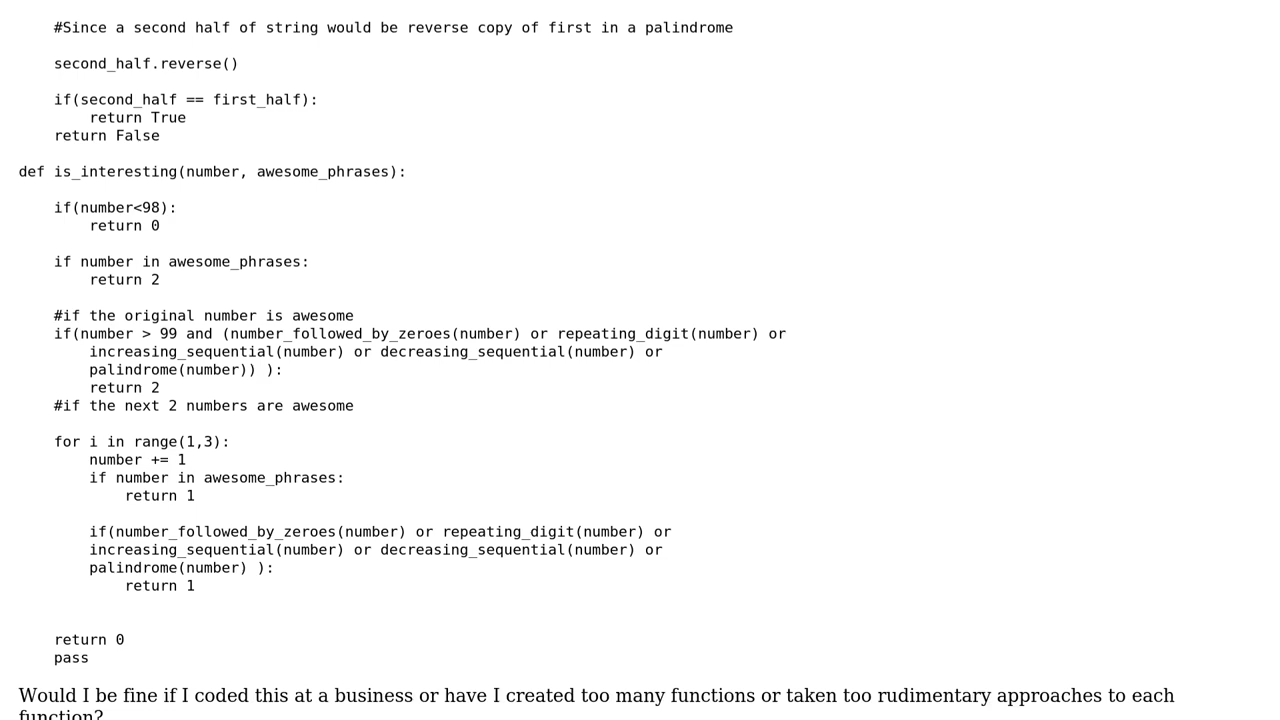 #Since a second half of string would be reverse copy of first in a palindrome
second_half.reverse()
if(second_half == first_half):
return True
return False
def is_interesting(number, awesome_phrases):
if(number<98):
return 0
if number in awesome_phrases:
return 2
#if the original number is awesome
if(number > 99 and (number_followed_by_zeroes(number) or repeating_digit(number) or
increasing_sequential(number) or decreasing_sequential(number) or
palindrome(number)) ):
return 2
#if the next 2 numbers are awesome
for i in range(1,3):
number += 1
if number in awesome_phrases:
return 1
if(number_followed_by_zeroes(number) or repeating_digit(number) or
increasing_sequential(number) or decreasing_sequential(number) or
palindrome(number) ):
return 1
return 0
pass
Would I be fine if I coded this at a business or have I created too many functions or taken too rudimentary approaches to each
function?